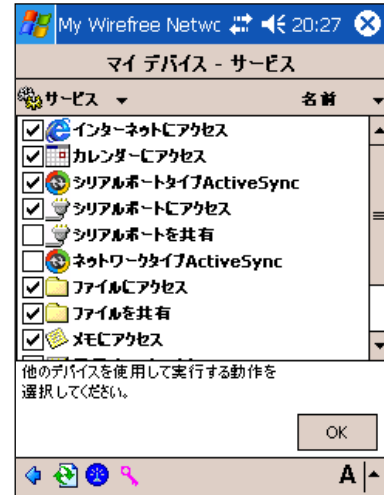 My Wirefree Netwc 20:27
マイ デバイス - サービス
サービス 名前
インターネットにアクセス
カレンダーにアクセス
シリアルポートタイプActiveSync
シリアルポートにアクセス
シリアルポートを共有
ネットワークタイプActiveSync
ファイルにアクセス
ファイルを共有
メモにアクセス
他のデバイスを使用して実行する動作を
選択してください。
OK
A